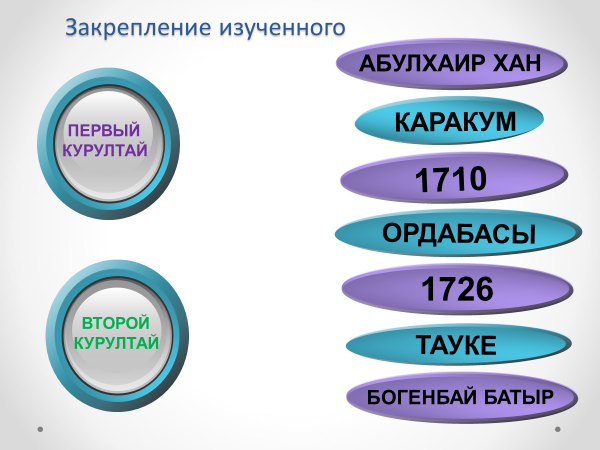 Закрепление изученного
ПЕРВЫЙ
КУРУЛТАЙ
ВТОРОЙ
КУРУЛТАЙ
АБУЛХАИР ХАН
КАРАКУМ
1710
ОРДАБАСЫ
1726
ТАУКЕ
БОГЕНБАЙ БАТЫР